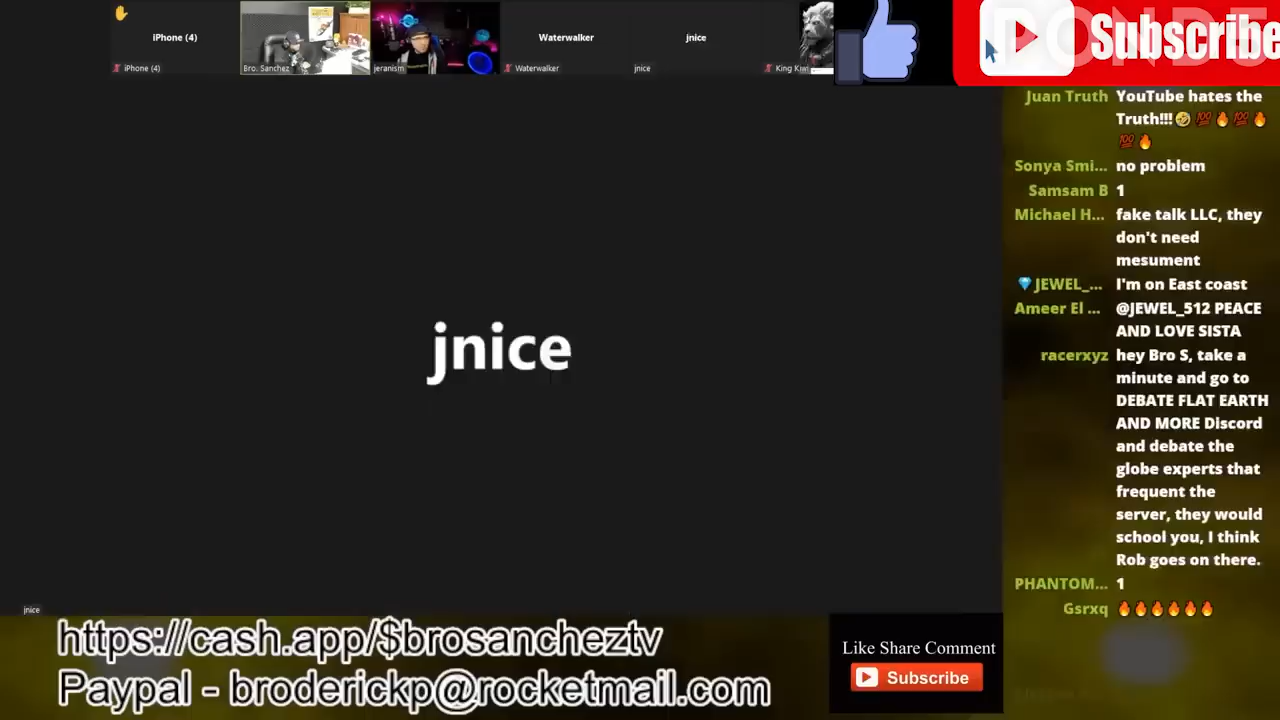 iPhone (4)
iPhone (4)
Bro. Sanchez
jeranism
Waterwalker
Waterwalker
jnice
jnice
King Kiwi
Subscribe
Juan Truth YouTube hates the
Truth!!!🤣💯🔥💯🔥
💯🔥
Sonya Smi... no problem
Samsam B 1
Michael H... fake talk LLC, they
don't need
mesument
💎JEWEL_... I'm on East coast
Ameer El ... @JEWEL_512 PEACE
AND LOVE SISTA
racerxyz hey Bro S, take a
minute and go to
DEBATE FLAT EARTH
AND MORE Discord
and debate the
globe experts that
frequent the
server, they would
school you, I think
Rob goes on there.
PHANTOM... 1
Gsrxq 🔥🔥🔥🔥🔥🔥
jnice
jnice
https://cash.app/$brosancheztv
Paypal - broderickp@rocketmail.com
Like Share Comment
Subscribe